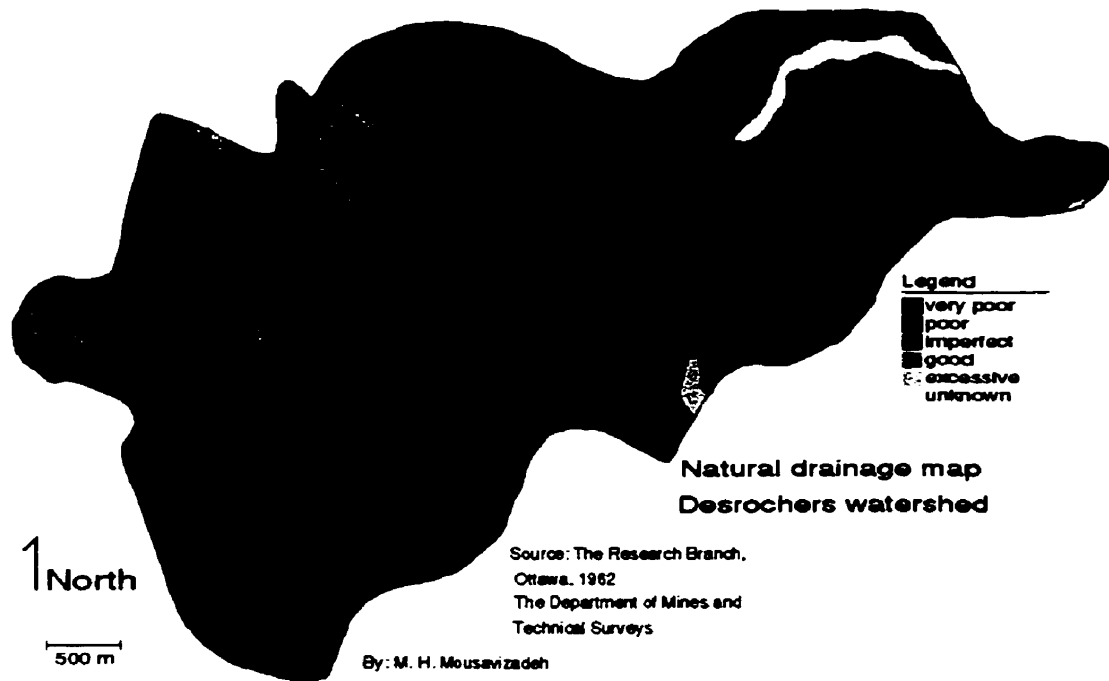 Legend
very poor
poor
imperfect
good
excessive
unknown
Natural drainage map
Desrochers watershed
North
500 m
Source: The Research Branch,
Ottawa, 1962
The Department of Mines and
Technical Surveys
By: M. H. Mousavizadeh